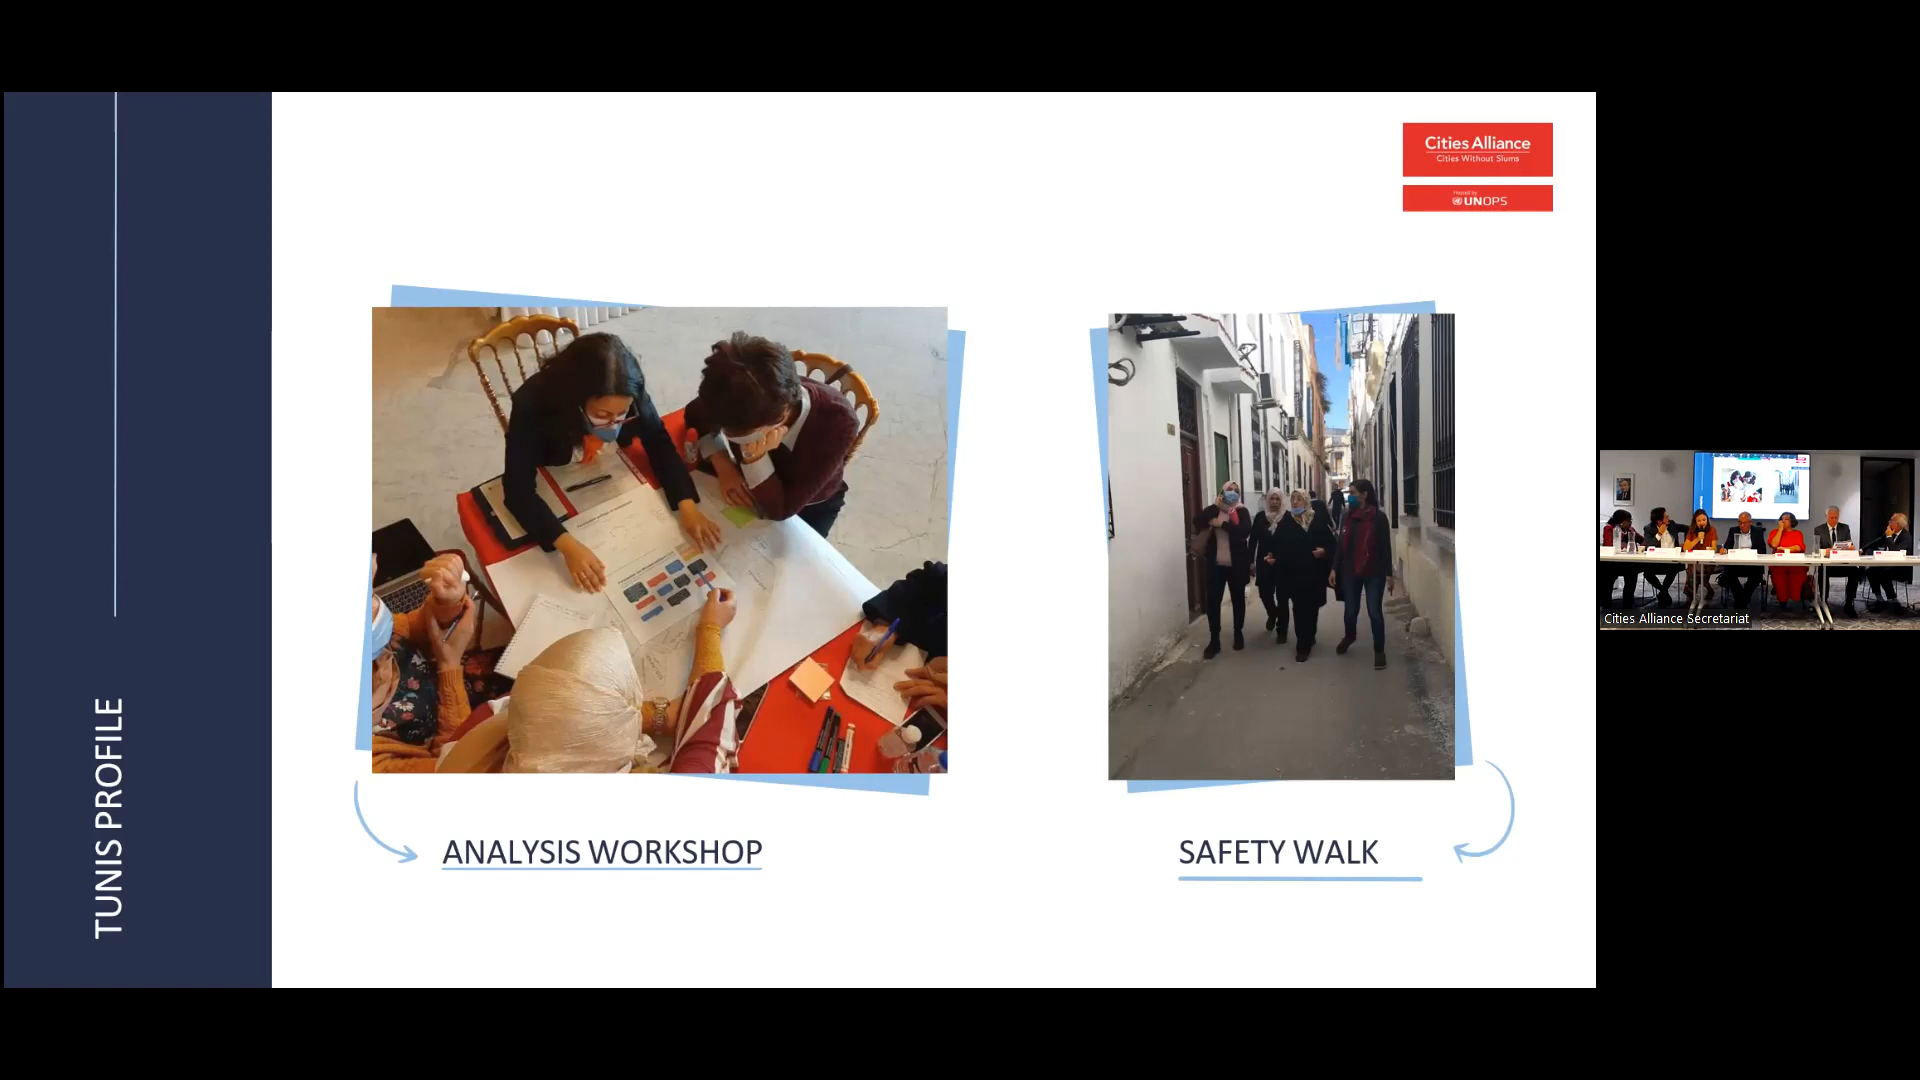 TUNIS PROFILE
Cities Alliance
Cities Without Slums
Hosted by
UNOPS
ANALYSIS WORKSHOP
SAFETY WALK
Cities Alliance Secretariat